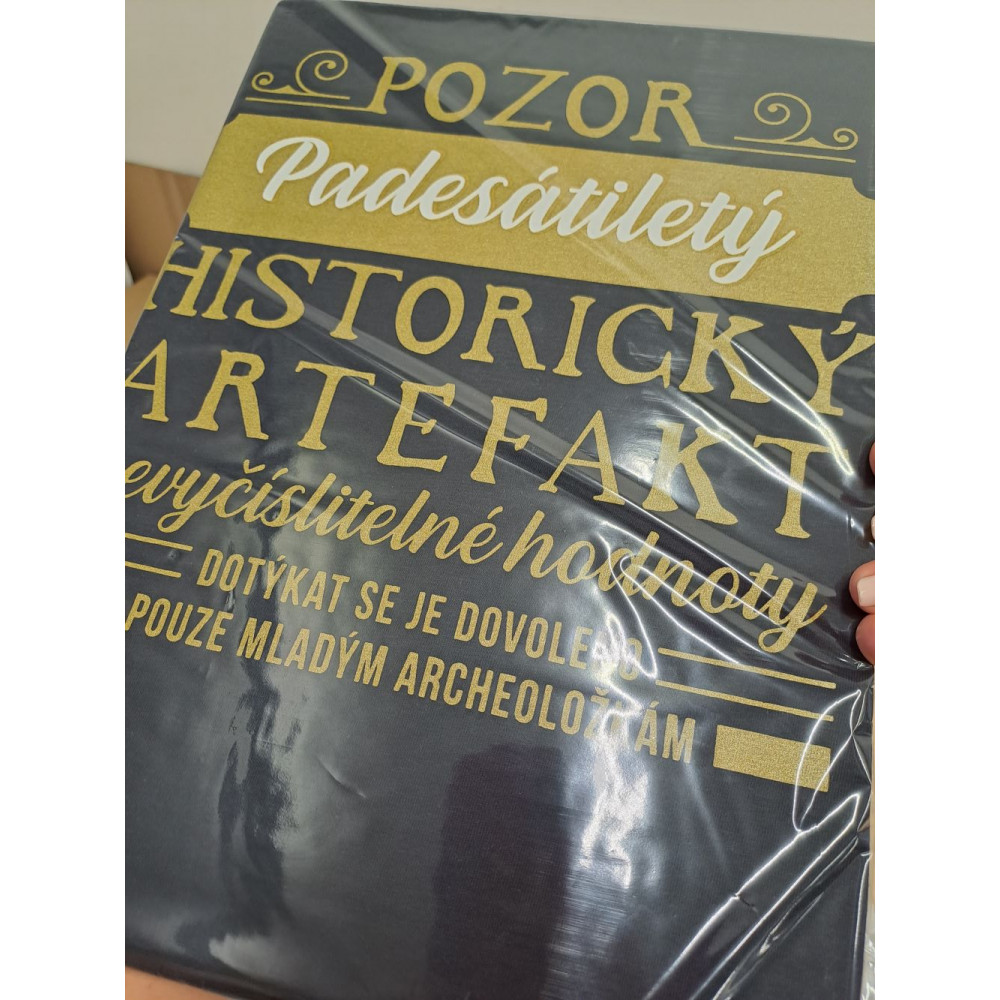 POZOR
Padesátiletý
HISTORICKÝ
ARTEFAKT
evyčíslitelné hodnoty
DOTÝKAT SE JE DOVOLENO
POUZE MLADÝM ARCHEOLOŽKÁM